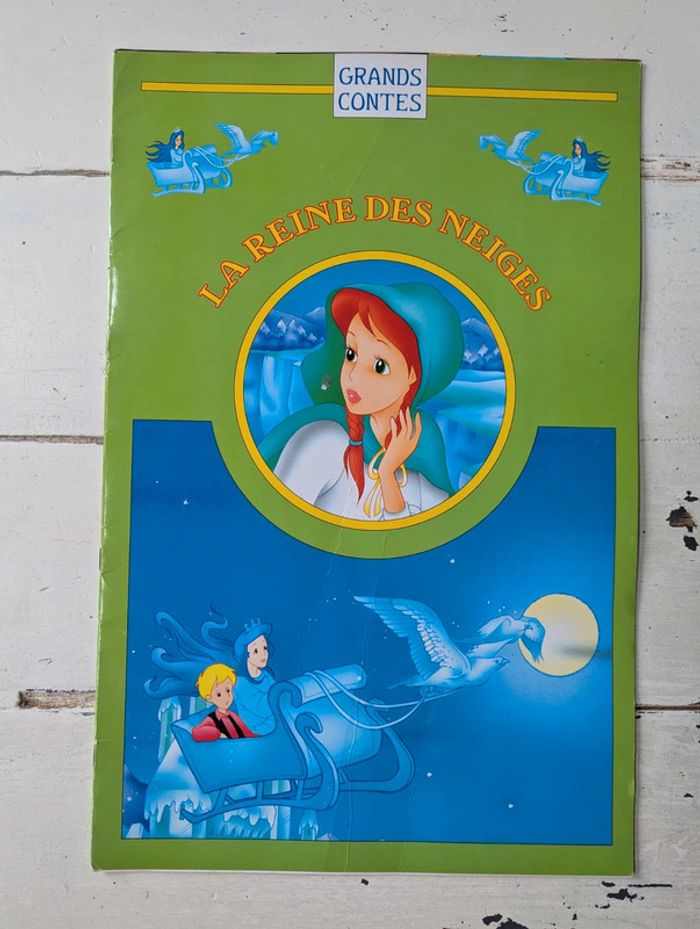 GRANDS
CONTES
LA REINE DES NEIGES